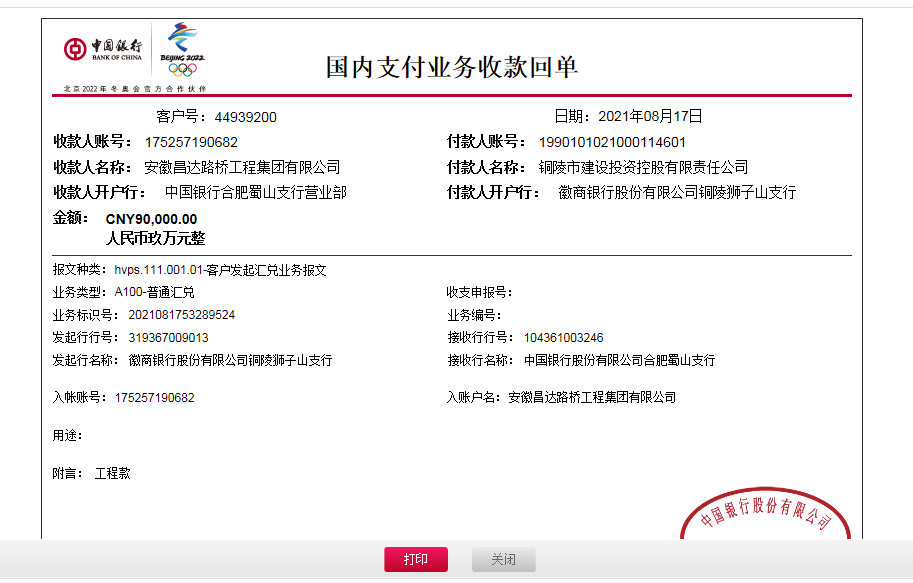 中国银行
BANK OF CHINA
BEIJING 2022
北京2022年冬奥会官方合作伙伴
国内支付业务收款回单
客户号：44939200 日期：2021年08月17日
收款人账号：175257190682 付款人账号：1990101021000114601
收款人名称：安徽昌达路桥工程集团有限公司 付款人名称：铜陵市建设投资控股有限责任公司
收款人开户行：中国银行合肥蜀山支行营业部 付款人开户行：徽商银行股份有限公司铜陵狮子山支行
金额：CNY90,000.00
人民币玖万元整
报文种类：hvps.111.001.01-客户发起汇兑业务报文
业务类型：A100-普通汇兑 收支申报号：
业务标识号：2021081753289524 业务编号：
发起行行号：319367009013 接收行行号：104361003246
发起行名称：徽商银行股份有限公司铜陵狮子山支行 接收行名称：中国银行股份有限公司合肥蜀山支行
入帐账号：175257190682 入账户名：安徽昌达路桥工程集团有限公司
用途：
附言：工程款
中国银行股份有限公司
打印 关闭